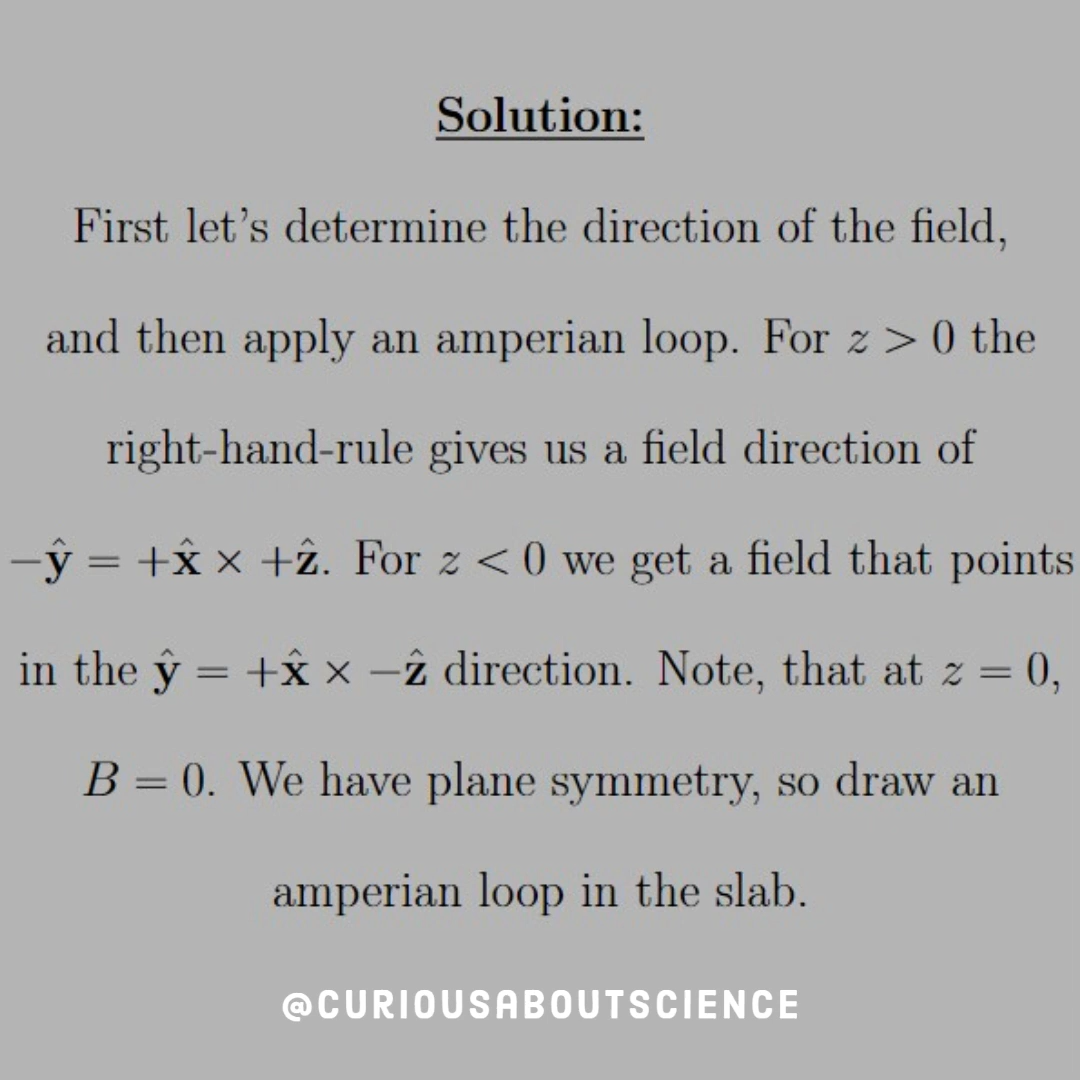 Solution:
First let's determine the direction of the field,
and then apply an amperian loop. For z > 0 the
right-hand-rule gives us a field direction of
−ŷ = +x̂ × +ẑ. For z < 0 we get a field that points
in the ŷ = +x̂ × −ẑ direction. Note, that at z = 0,
B = 0. We have plane symmetry, so draw an
amperian loop in the slab.
@CURIOUSABOUTSCIENCE